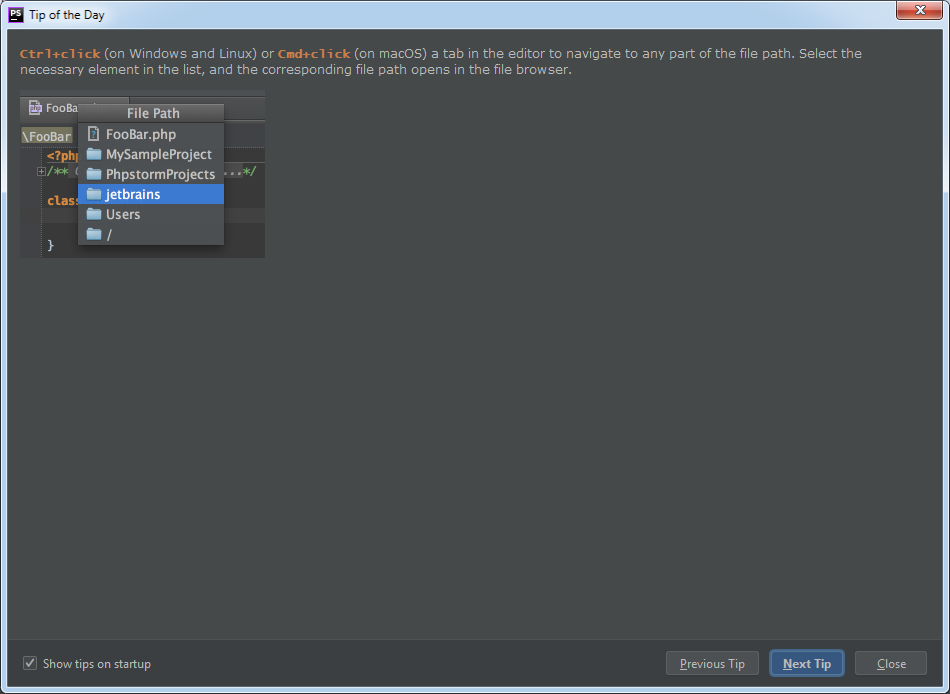 PS Tip of the Day
Ctrl+click (on Windows and Linux) or Cmd+click (on macOS) a tab in the editor to navigate to any part of the file path. Select the
necessary element in the list, and the corresponding file path opens in the file browser.
php FooBa
File Path
\FooBar
FooBar.php
<?php
MySampleProject
/** ...*/
PhpstormProjects
clas
jetbrains
Users
}
/
Show tips on startup
Previous Tip
Next Tip
Close